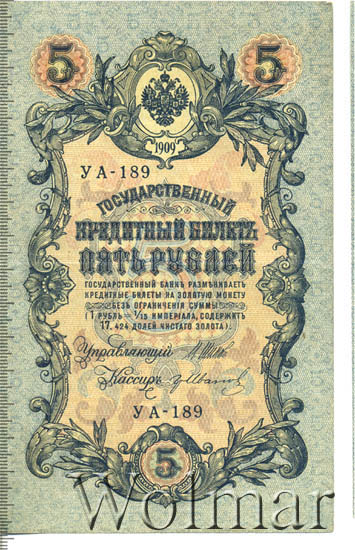 5 5
1909
УА-189
ГОСУДАРСТВЕННЫЙ
КРЕДИТНЫЙ БИЛЕТЪ
ПЯТЬ РУБЛЕЙ
ГОСУДАРСТВЕННЫЙ БАНКЪ РАЗМѢНИВАЕТЪ
КРЕДИТНЫЕ БИЛЕТЫ НА ЗОЛОТУЮ МОНЕТУ
БЕЗЪ ОГРАНИЧЕНІЯ СУММЫ
(1 РУБЛЬ = 1/15 ИМПЕРІАЛА, СОДЕРЖИТЪ
17,424 ДОЛЕЙ ЧИСТАГО ЗОЛОТА).
Управляющій
Кассиръ
УА-189
5
Wolmar